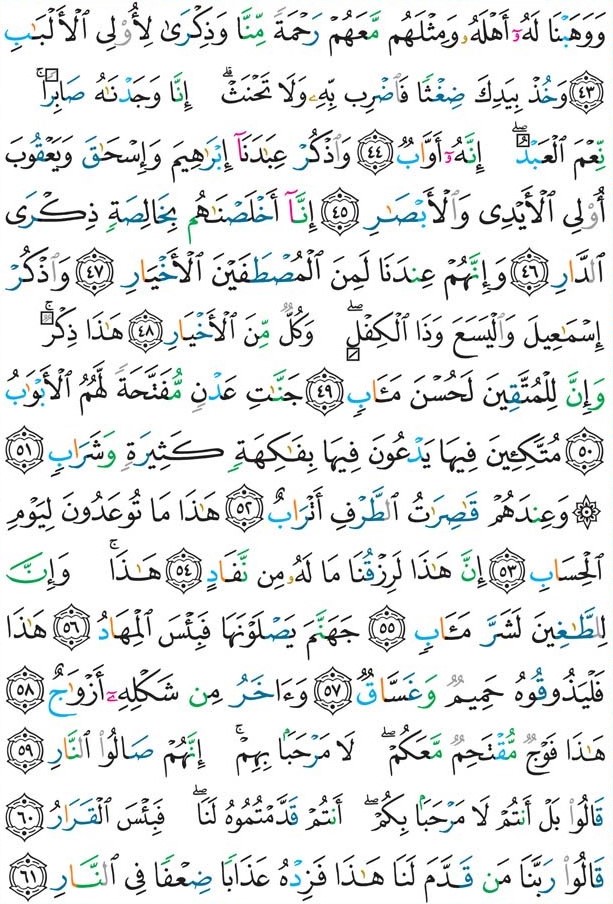 وَوَهَبْنَا لَهُۥٓ أَهْلَهُۥ وَمِثْلَهُم مَّعَهُمْ رَحْمَةً مِّنَّا وَذِكْرَىٰ لِأُو۟لِى ٱلْأَلْبَـٰبِ
﴿٤٣﴾ وَخُذْ بِيَدِكَ ضِغْثًا فَٱضْرِب بِّهِۦ وَلَا تَحْنَثْ ۗ إِنَّا وَجَدْنَـٰهُ صَابِرًا ۚ
نِّعْمَ ٱلْعَبْدُ ۖ إِنَّهُۥٓ أَوَّابٌ ﴿٤٤﴾ وَٱذْكُرْ عِبَـٰدَنَآ إِبْرَٰهِيمَ وَإِسْحَـٰقَ وَيَعْقُوبَ
أُو۟لِى ٱلْأَيْدِى وَٱلْأَبْصَـٰرِ ﴿٤٥﴾ إِنَّآ أَخْلَصْنَـٰهُم بِخَالِصَةٍ ذِكْرَى
ٱلدَّارِ ﴿٤٦﴾ وَإِنَّهُمْ عِندَنَا لَمِنَ ٱلْمُصْطَفَيْنَ ٱلْأَخْيَارِ ﴿٤٧﴾ وَٱذْكُرْ
إِسْمَـٰعِيلَ وَٱلْيَسَعَ وَذَا ٱلْكِفْلِ ۖ وَكُلٌّ مِّنَ ٱلْأَخْيَارِ ﴿٤٨﴾ هَـٰذَا ذِكْرٌ ۚ
وَإِنَّ لِلْمُتَّقِينَ لَحُسْنَ مَـَٔابٍ ﴿٤٩﴾ جَنَّـٰتِ عَدْنٍ مُّفَتَّحَةً لَّهُمُ ٱلْأَبْوَٰبُ
﴿٥٠﴾ مُتَّكِـِٔينَ فِيهَا يَدْعُونَ فِيهَا بِفَـٰكِهَةٍ كَثِيرَةٍ وَشَرَابٍ ﴿٥١﴾
۞ وَعِندَهُمْ قَـٰصِرَٰتُ ٱلطَّرْفِ أَتْرَابٌ ﴿٥٢﴾ هَـٰذَا مَا تُوعَدُونَ لِيَوْمِ
ٱلْحِسَابِ ﴿٥٣﴾ إِنَّ هَـٰذَا لَرِزْقُنَا مَا لَهُۥ مِن نَّفَادٍ ﴿٥٤﴾ هَـٰذَا ۚ وَإِنَّ
لِلطَّـٰغِينَ لَشَرَّ مَـَٔابٍ ﴿٥٥﴾ جَهَنَّمَ يَصْلَوْنَهَا فَبِئْسَ ٱلْمِهَادُ ﴿٥٦﴾ هَـٰذَا
فَلْيَذُوقُوهُ حَمِيمٌ وَغَسَّاقٌ ﴿٥٧﴾ وَءَاخَرُ مِن شَكْلِهِۦٓ أَزْوَٰجٌ ﴿٥٨﴾
هَـٰذَا فَوْجٌ مُّقْتَحِمٌ مَّعَكُمْ ۖ لَا مَرْحَبًۢا بِهِمْ ۚ إِنَّهُمْ صَالُوا۟ ٱلنَّارِ ﴿٥٩﴾
قَالُوا۟ بَلْ أَنتُمْ لَا مَرْحَبًۢا بِكُمْ ۖ أَنتُمْ قَدَّمْتُمُوهُ لَنَا ۖ فَبِئْسَ ٱلْقَرَارُ ﴿٦٠﴾
قَالُوا۟ رَبَّنَا مَن قَدَّمَ لَنَا هَـٰذَا فَزِدْهُ عَذَابًا ضِعْفًا فِى ٱلنَّارِ ﴿٦١﴾